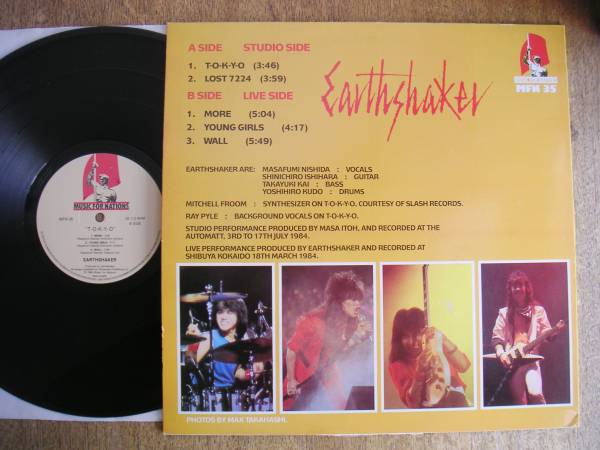 A SIDE STUDIO SIDE
1. T·O·K·Y·O (3:46)
2. LOST 7224 (3:59)
B SIDE LIVE SIDE
1. MORE (5:04)
2. YOUNG GIRLS (4:17)
3. WALL (5:49)
Earthshaker
MFN 35
EARTHSHAKER ARE: MASAFUMI NISHIDA : VOCALS
SHINICHIRO ISHIHARA : GUITAR
TAKAYUKI KAI : BASS
YOSHIHIRO KUDO : DRUMS
MITCHELL FROOM : SYNTHESIZER ON T·O·K·Y·O. COURTESY OF SLASH RECORDS.
RAY PYLE : BACKGROUND VOCALS ON T·O·K·Y·O.
STUDIO PERFORMANCE PRODUCED BY MASA ITOH, AND RECORDED AT THE
AUTOMATT, 3RD TO 17TH JULY 1984.
LIVE PERFORMANCE PRODUCED BY EARTHSHAKER AND RECORDED AT
SHIBUYA KOKAIDO 18TH MARCH 1984.
PHOTOS BY MAX TAKAHASHI.
MUSIC FOR NATIONS
"T·O·K·Y·O"
EARTHSHAKER